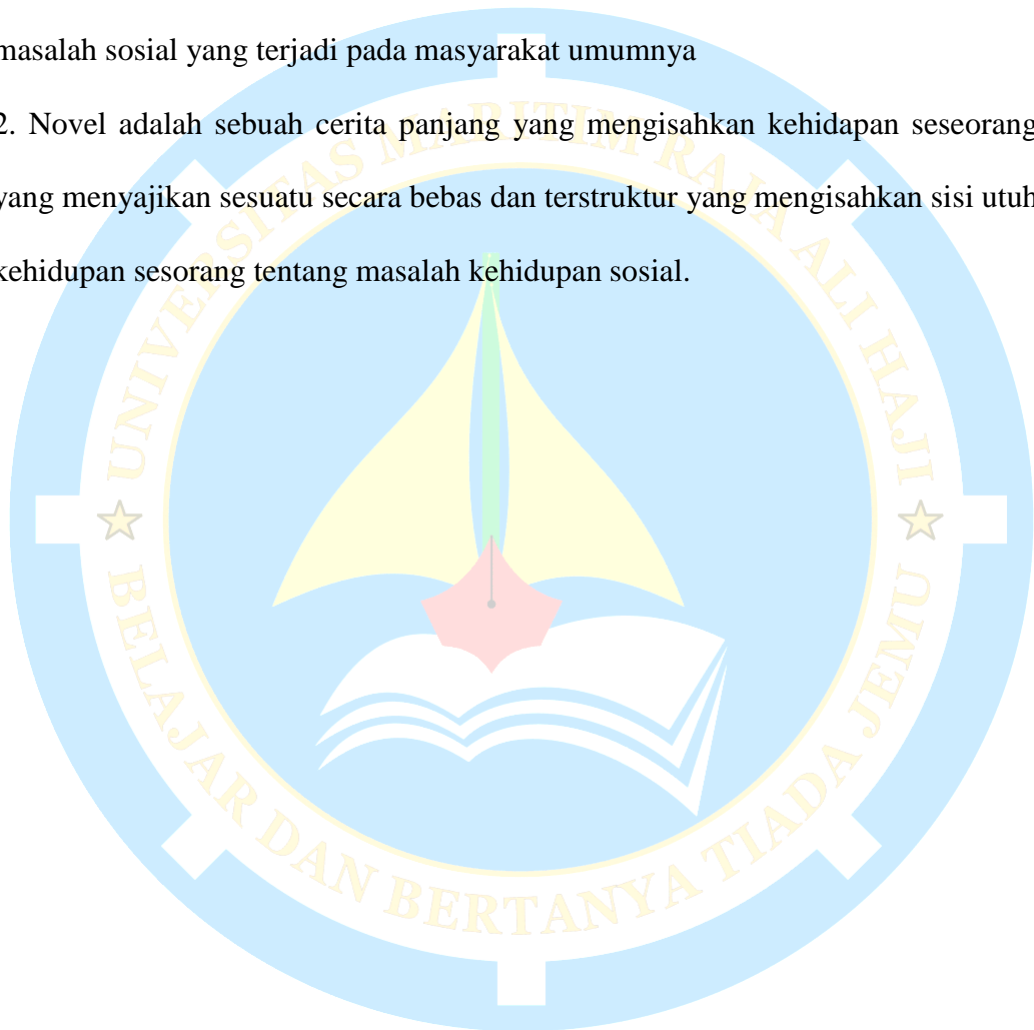 masalah sosial yang terjadi pada masyarakat umumnya
2. Novel adalah sebuah cerita panjang yang mengisahkan kehidapan seseorang
yang menyajikan sesuatu secara bebas dan terstruktur yang mengisahkan sisi utuh
kehidupan sesorang tentang masalah kehidupan sosial.
UNIVERSITAS MARITIM RAJA ALI HAJI
BELAJAR DAN BERTANYA TIADA JEMU